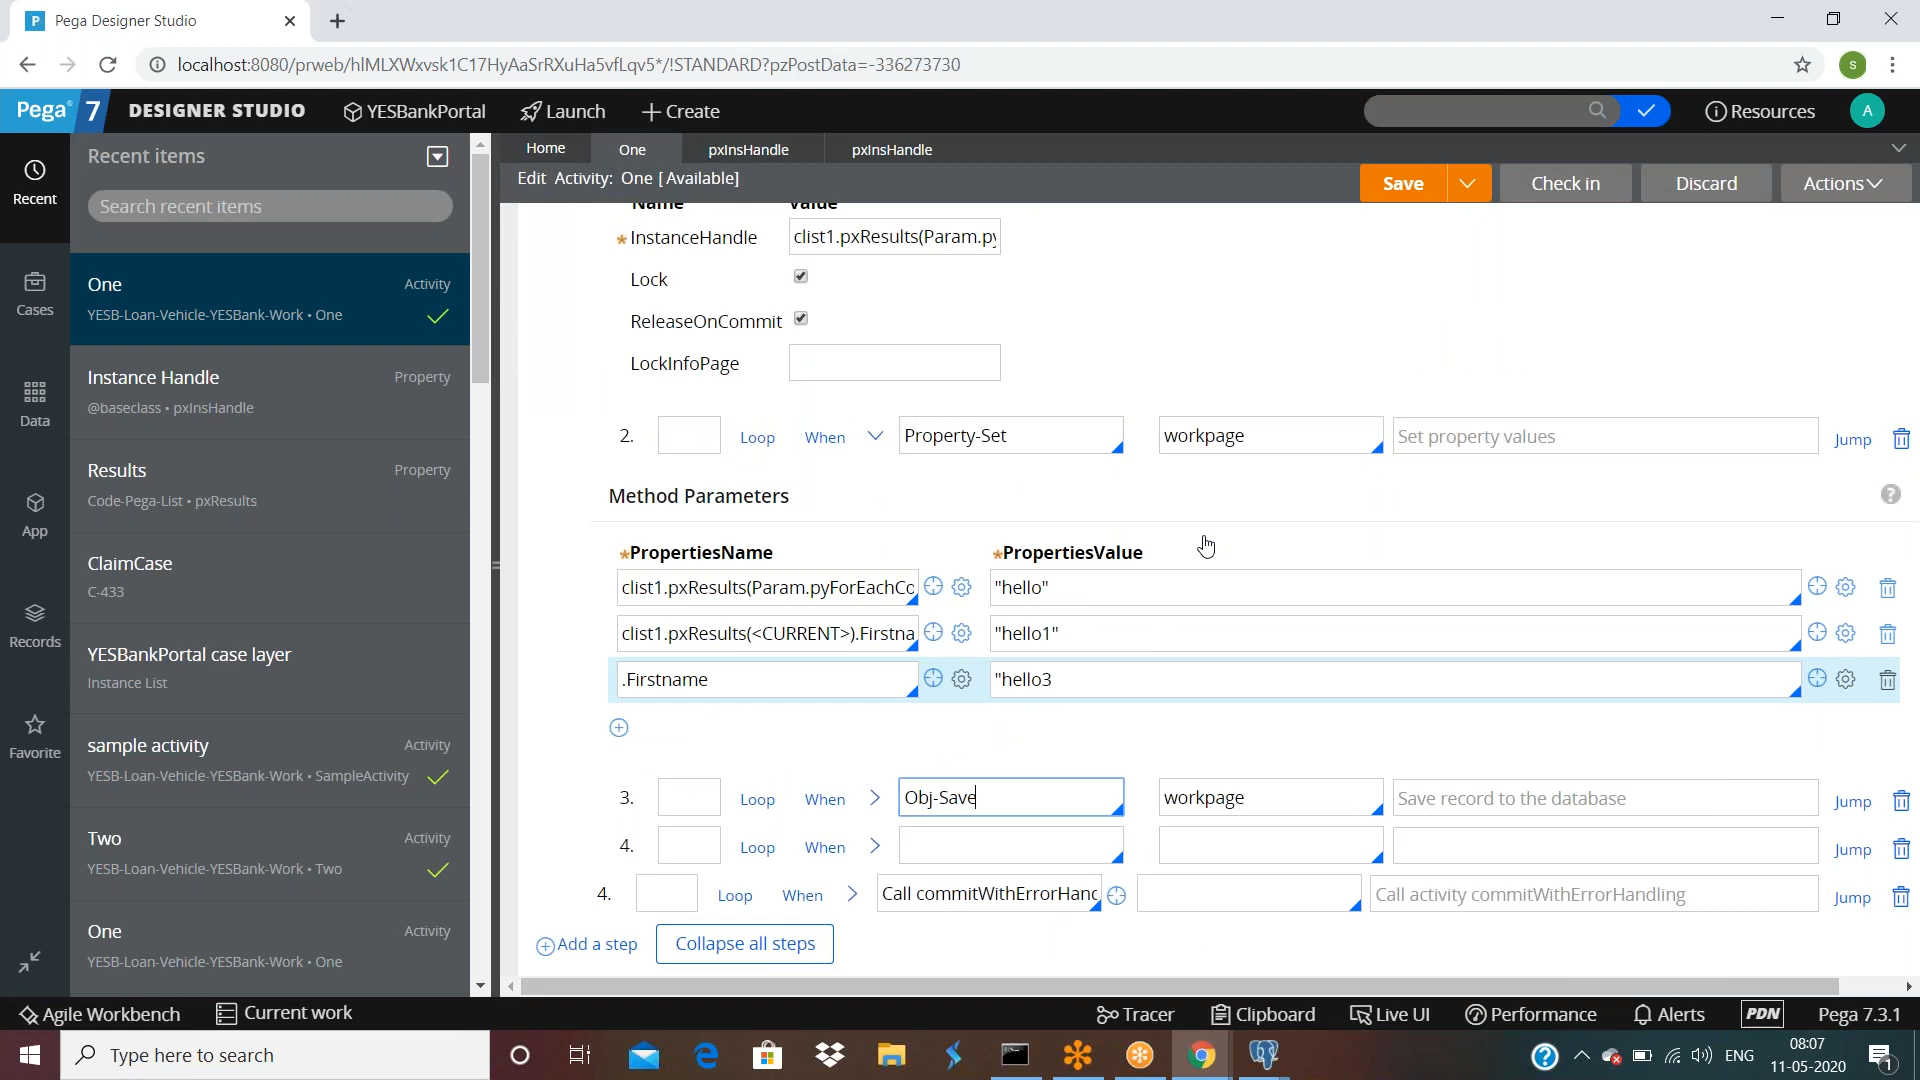 P Pega Designer Studio
localhost:8080/prweb/hIMLXWxvsk1C17HyAaSrRXuHa5vfLqv5*/!STANDARD?pzPostData=-336273730
S
Pega 7 DESIGNER STUDIO YESBankPortal Launch Create Resources A
Recent
Cases
Data
App
Records
Favorite
Recent items
Search recent items
One Activity
YESB-Loan-Vehicle-YESBank-Work • One
Instance Handle Property
@baseclass • pxInsHandle
Results Property
Code-Pega-List • pxResults
ClaimCase
C-433
YESBankPortal case layer
Instance List
sample activity Activity
YESB-Loan-Vehicle-YESBank-Work • SampleActivity
Two Activity
YESB-Loan-Vehicle-YESBank-Work • Two
One Activity
YESB-Loan-Vehicle-YESBank-Work • One
Home One pxInsHandle pxInsHandle
Edit Activity: One [Available] Save Check in Discard Actions
Name Value
*InstanceHandle clist1.pxResults(Param.py
Lock
ReleaseOnCommit
LockInfoPage
2. Loop When Property-Set workpage Set property values Jump
Method Parameters ?
*PropertiesName *PropertiesValue
clist1.pxResults(Param.pyForEachCo "hello"
clist1.pxResults(<CURRENT>).Firstna "hello1"
.Firstname "hello3
3. Loop When Obj-Save workpage Save record to the database Jump
4. Loop When Jump
4. Loop When Call commitWithErrorHanc Call activity commitWithErrorHandling Jump
Add a step Collapse all steps
Agile Workbench Current work Tracer Clipboard Live UI Performance Alerts PDN Pega 7.3.1
Type here to search ENG 08:07
11-05-2020 1